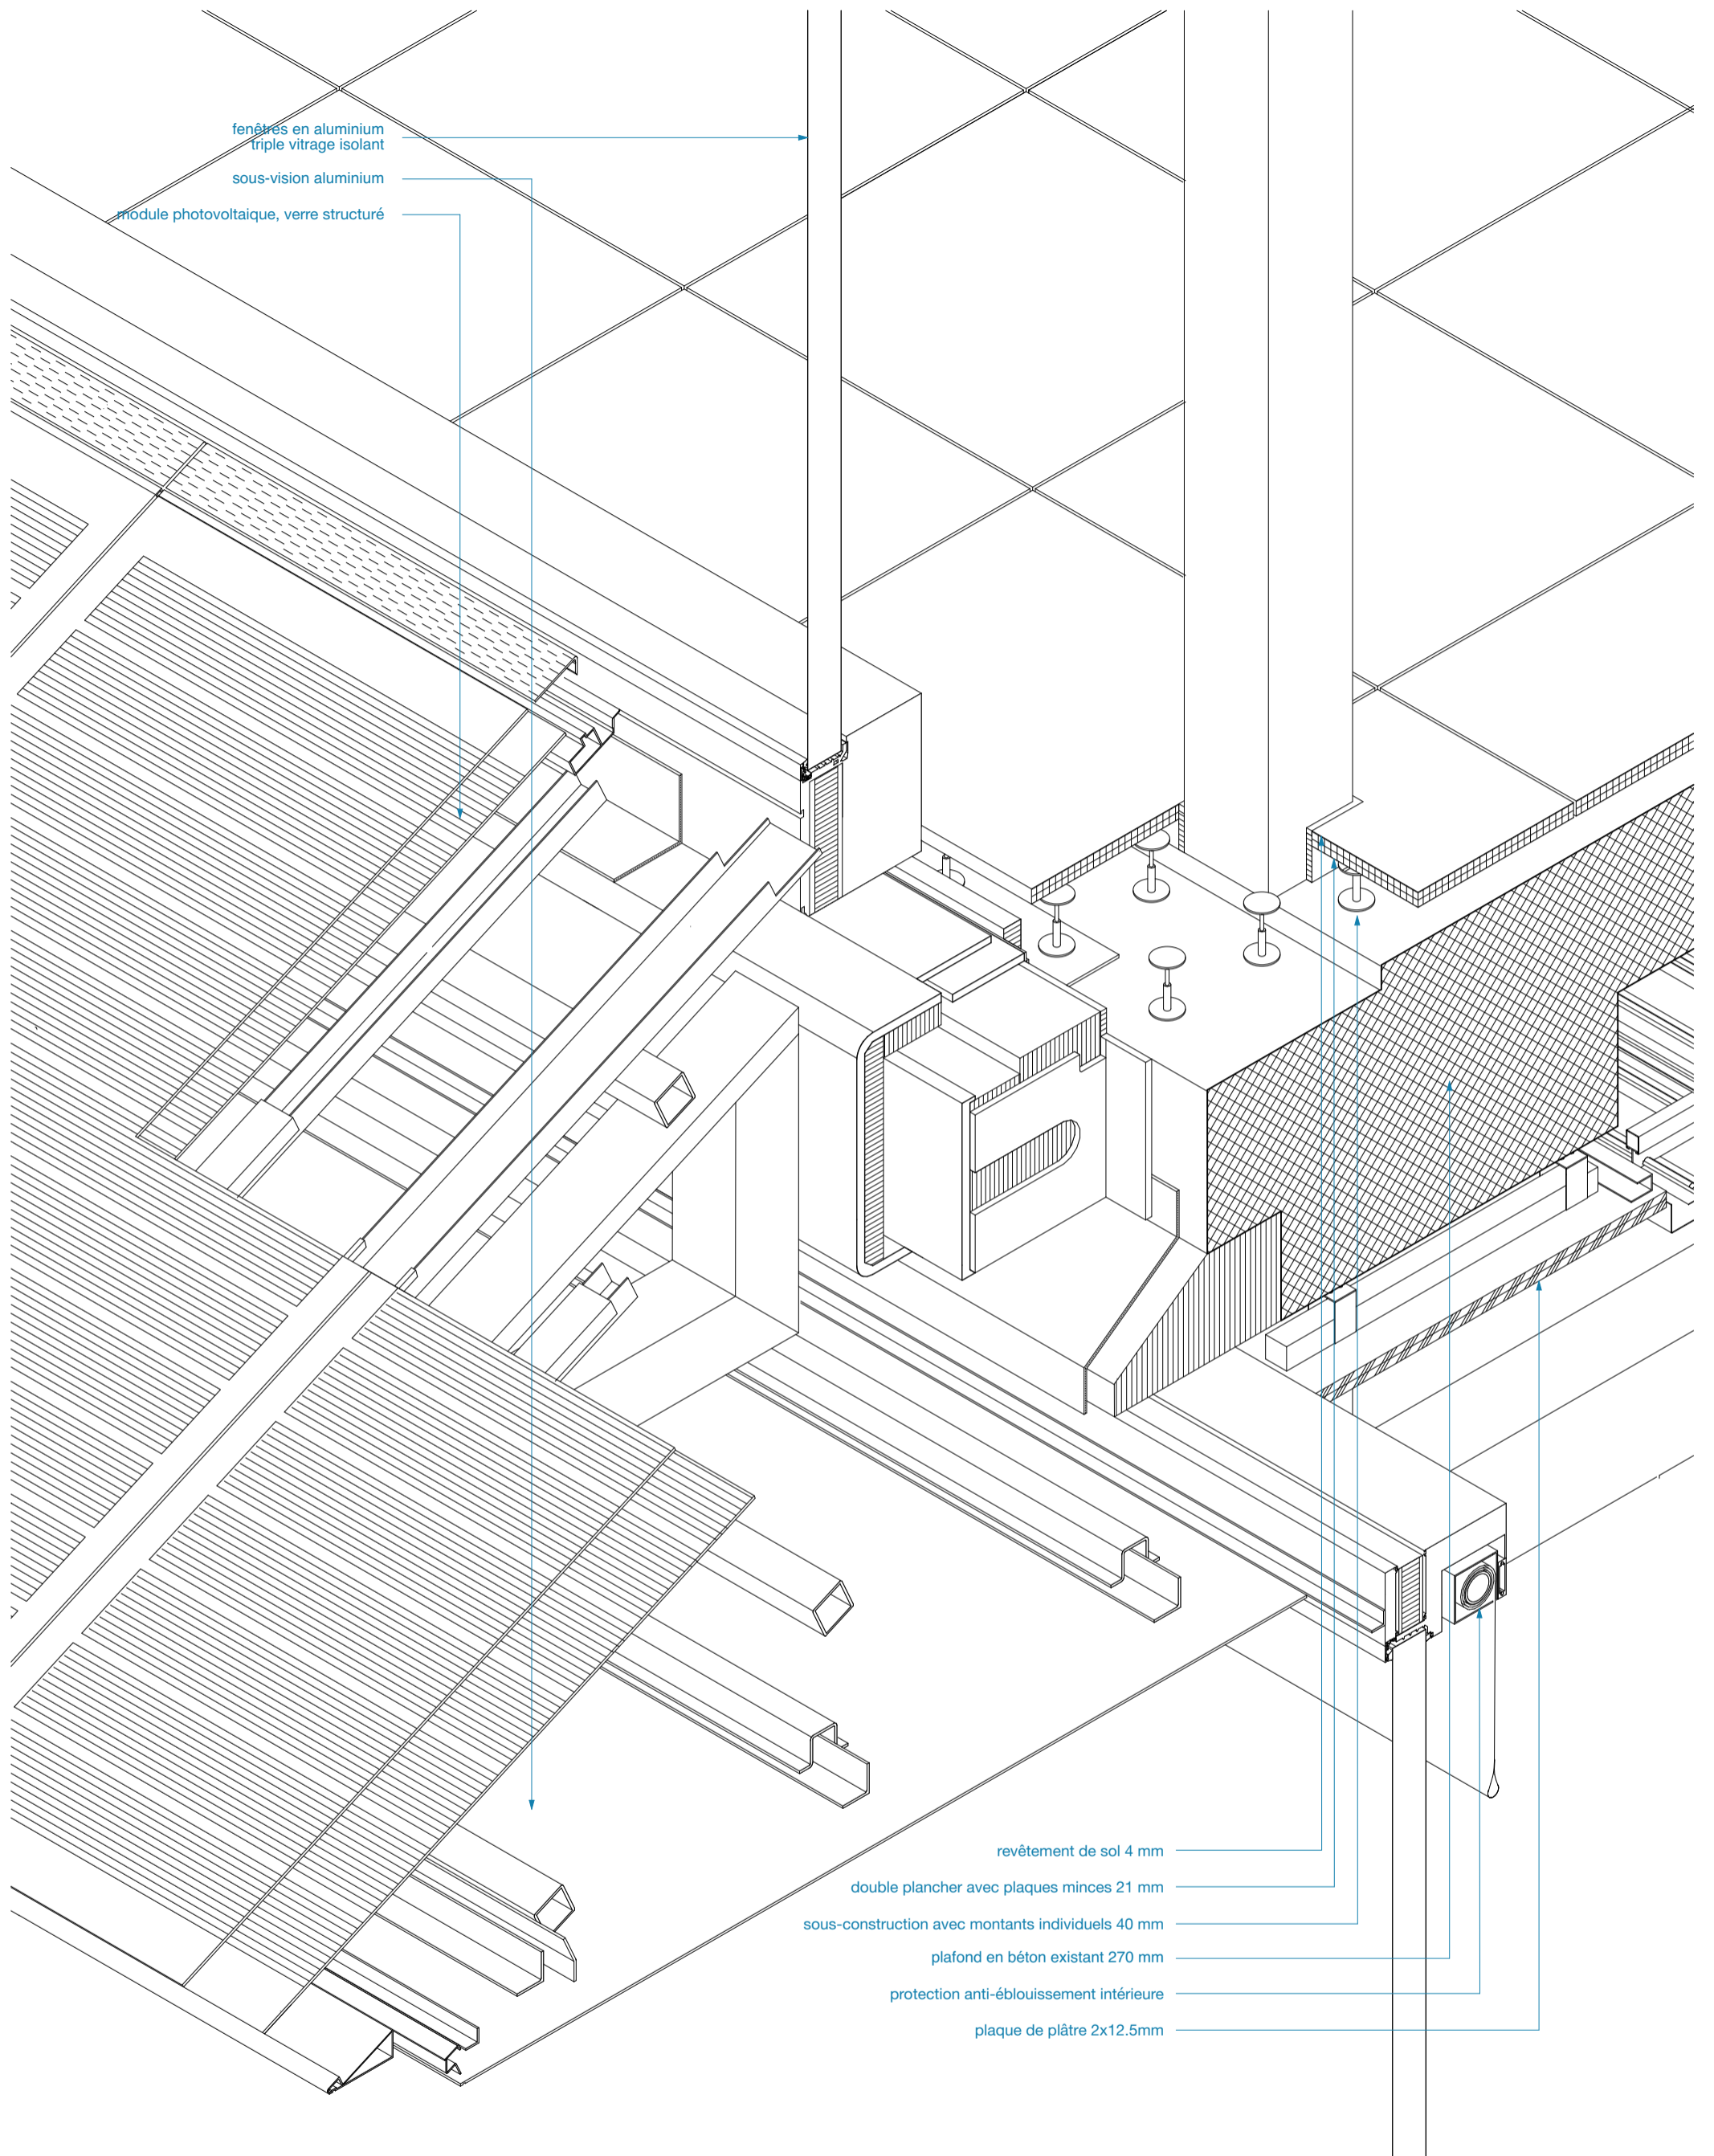 fenêtres en aluminium
triple vitrage isolant
sous-vision aluminium
module photovoltaique, verre structuré
revêtement de sol 4 mm
double plancher avec plaques minces 21 mm
sous-construction avec montants individuels 40 mm
plafond en béton existant 270 mm
protection anti-éblouissement intérieure
plaque de plâtre 2x12.5mm